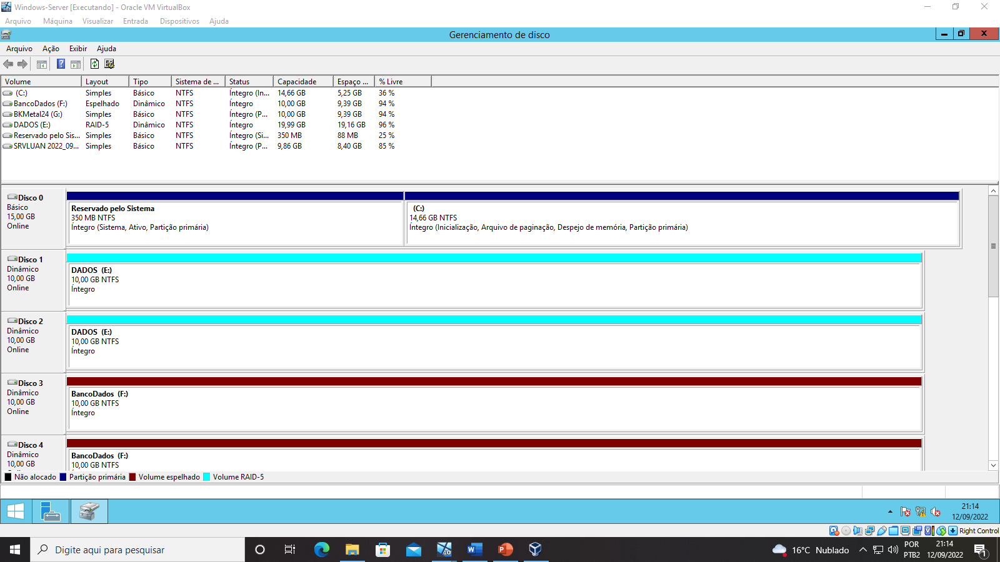 Windows-Server [Executando] - Oracle VM VirtualBox
Arquivo Máquina Visualizar Entrada Dispositivos Ajuda
Gerenciamento de disco
Arquivo Ação Exibir Ajuda
Volume Layout Tipo Sistema de ... Status Capacidade Espaço ... % Livre
(C:) Simples Básico NTFS Íntegro (In... 14,66 GB 5,25 GB 36 %
BancoDados (F:) Espelhado Dinâmico NTFS Íntegro 10,00 GB 9,39 GB 94 %
BKMetal24 (G:) Simples Básico NTFS Íntegro (P... 10,00 GB 9,39 GB 94 %
DADOS (E:) RAID-5 Dinâmico NTFS Íntegro 19,99 GB 19,16 GB 96 %
Reservado pelo Sis... Simples Básico NTFS Íntegro (Si... 350 MB 88 MB 25 %
SRVLUAN 2022_09... Simples Básico NTFS Íntegro (P... 9,86 GB 8,40 GB 85 %
Disco 0
Básico
15,00 GB
Online
Reservado pelo Sistema
350 MB NTFS
Íntegro (Sistema, Ativo, Partição primária)
(C:)
14,66 GB NTFS
Íntegro (Inicialização, Arquivo de paginação, Despejo de memória, Partição primária)
Disco 1
Dinâmico
10,00 GB
Online
DADOS (E:)
10,00 GB NTFS
Íntegro
Disco 2
Dinâmico
10,00 GB
Online
DADOS (E:)
10,00 GB NTFS
Íntegro
Disco 3
Dinâmico
10,00 GB
Online
BancoDados (F:)
10,00 GB NTFS
Íntegro
Disco 4
Dinâmico
10,00 GB
BancoDados (F:)
10,00 GB NTFS
Não alocado Partição primária Volume espelhado Volume RAID-5
21:14
12/09/2022
Right Control
Digite aqui para pesquisar
16°C Nublado
POR
PTB2
21:14
12/09/2022
1